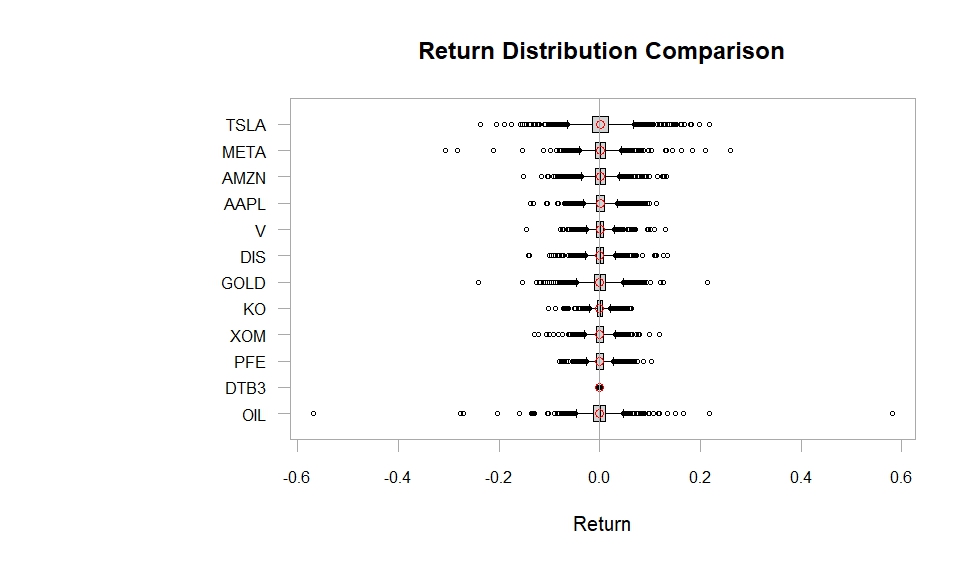 Return Distribution Comparison
TSLA
META
AMZN
AAPL
V
DIS
GOLD
KO
XOM
PFE
DTB3
OIL
-0.6 -0.4 -0.2 0.0 0.2 0.4 0.6
Return